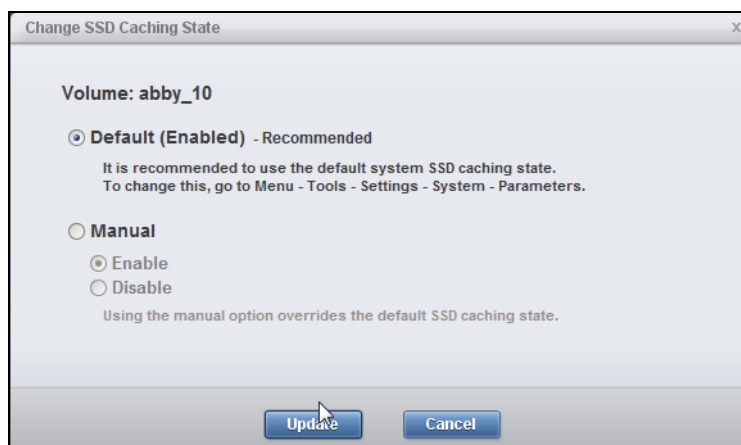 Change SSD Caching State
x
Volume: abby_10
Default (Enabled) - Recommended
It is recommended to use the default system SSD caching state.
To change this, go to Menu - Tools - Settings - System - Parameters.
Manual
Enable
Disable
Using the manual option overrides the default SSD caching state.
Update Cancel